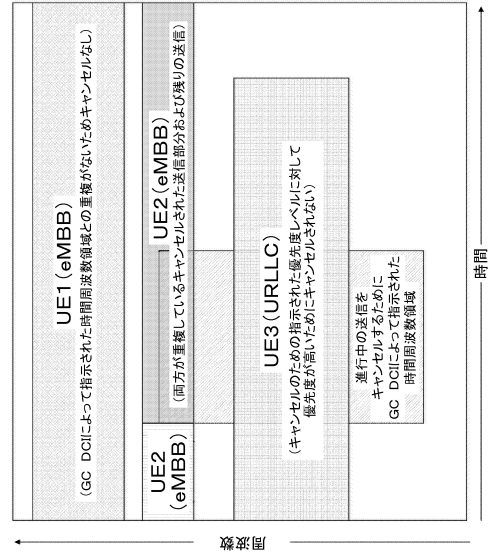 UE1(eMBB)
(GC DCIによって指示された時間周波数領域との重複がないためキャンセルなし)
UE2
(eMBB)
UE2(eMBB)
(両方が重複しているキャンセルされた送信部分および残りの送信)
UE3(URLLC)
(キャンセルのための指示された優先度レベルに対して
優先度が高いためにキャンセルされない)
進行中の送信を
キャンセルするために
GC DCIによって指示された
時間周波数領域
周波数
時間